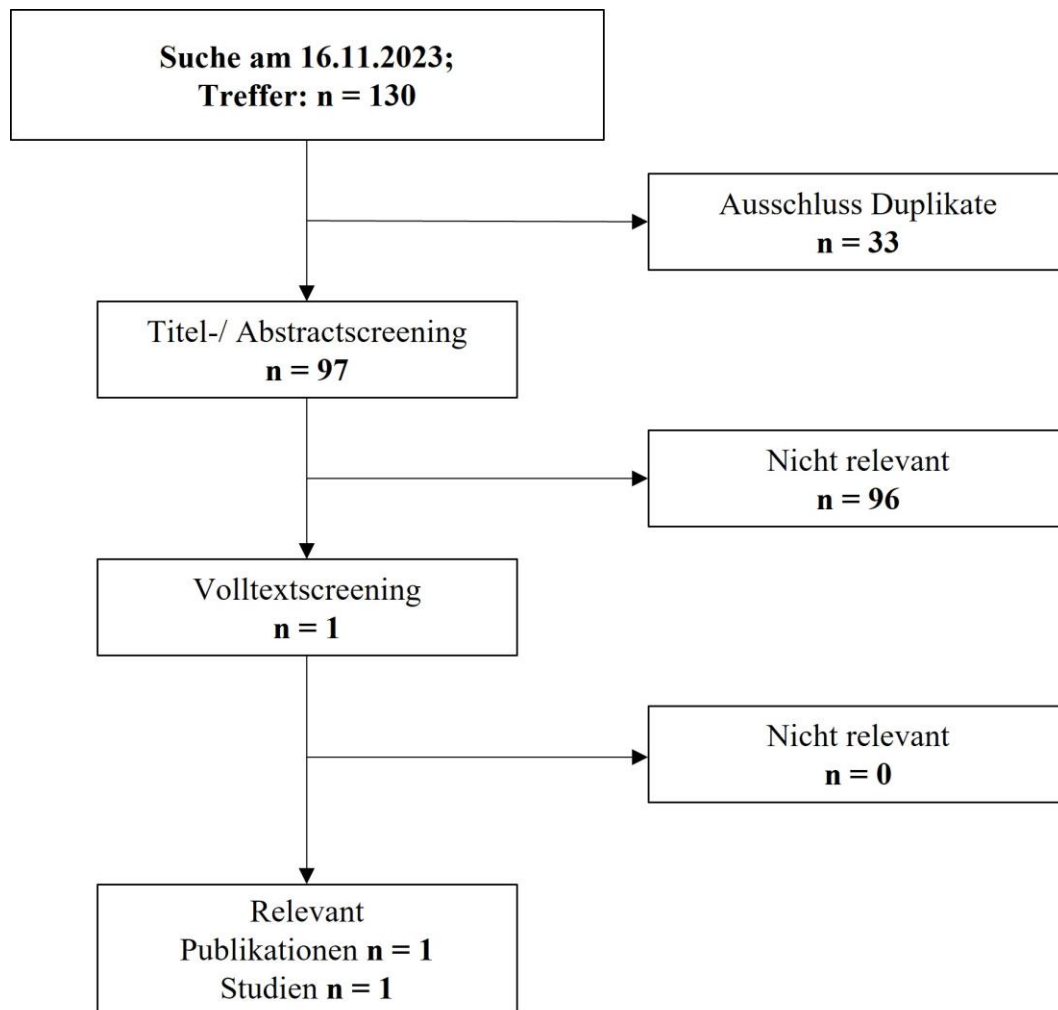 Suche am 16.11.2023;
Treffer: n = 130
Ausschluss Duplikate
n = 33
Titel-/ Abstractscreening
n = 97
Nicht relevant
n = 96
Volltextscreening
n = 1
Nicht relevant
n = 0
Relevant
Publikationen n = 1
Studien n = 1